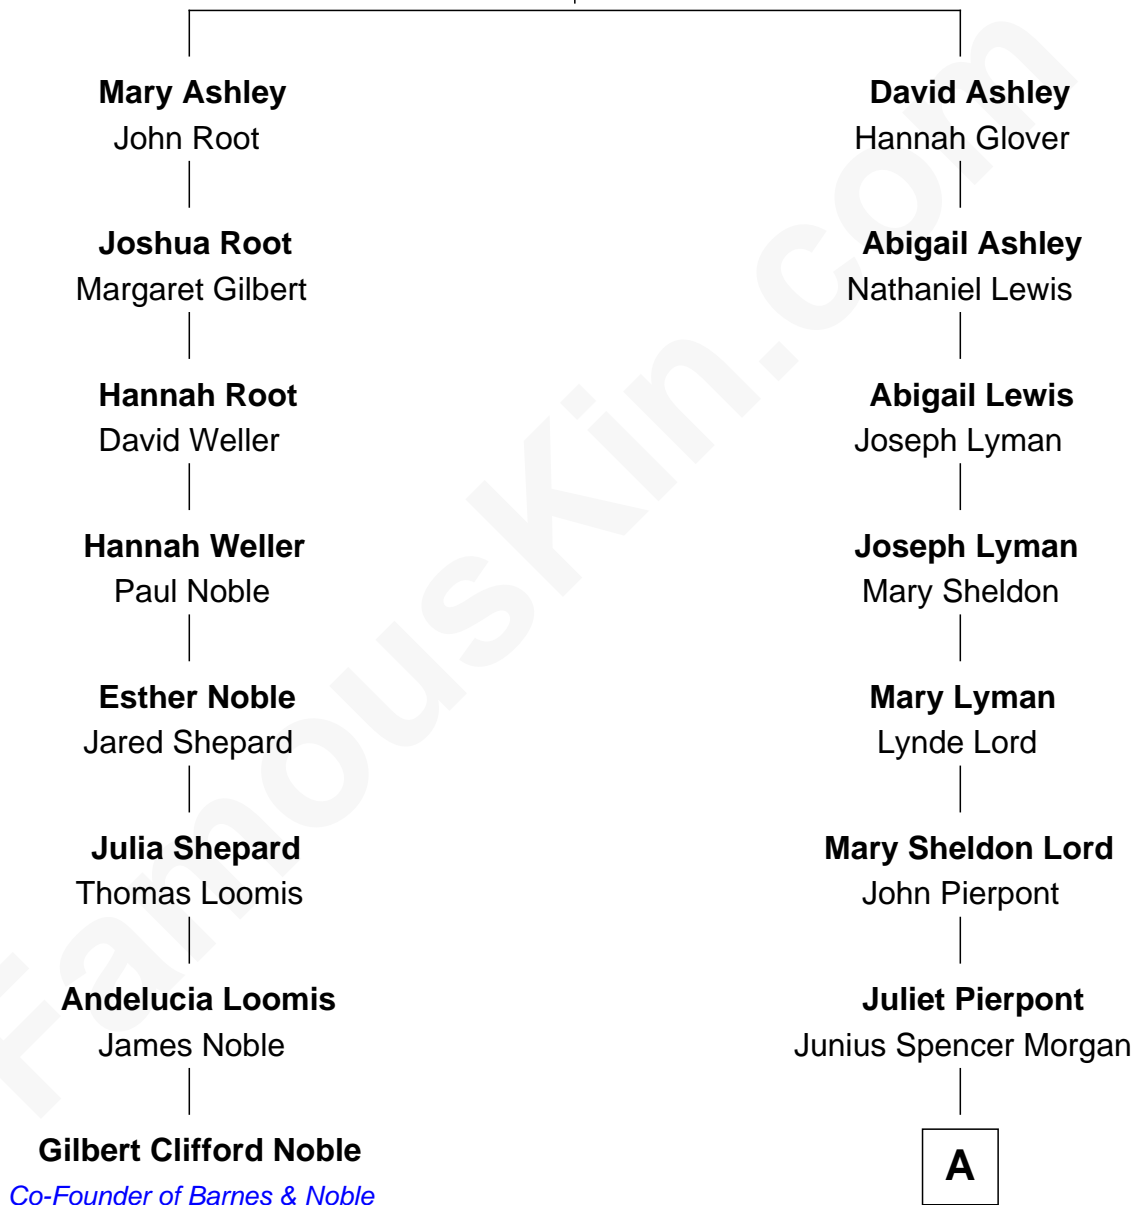 Mary Ashley
John Root
David Ashley
Hannah Glover
Joshua Root
Margaret Gilbert
Abigail Ashley
Nathaniel Lewis
Hannah Root
David Weller
Abigail Lewis
Joseph Lyman
Hannah Weller
Paul Noble
Joseph Lyman
Mary Sheldon
Esther Noble
Jared Shepard
Mary Lyman
Lynde Lord
Julia Shepard
Thomas Loomis
Mary Sheldon Lord
John Pierpont
Andelucia Loomis
James Noble
Juliet Pierpont
Junius Spencer Morgan
Gilbert Clifford Noble
Co-Founder of Barnes & Noble
A
FamousKin.com